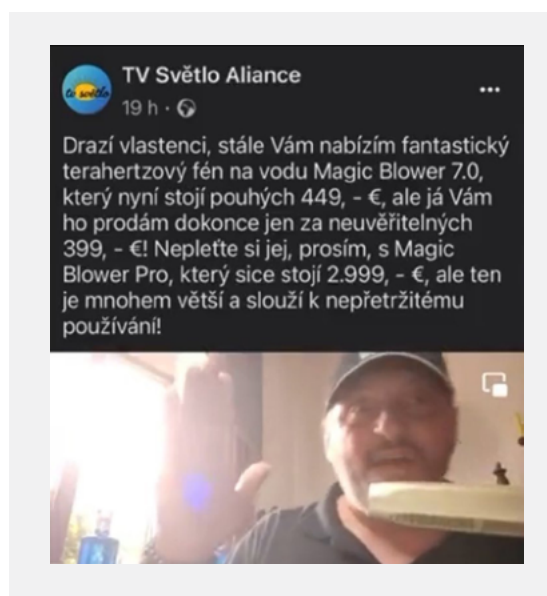 TV Světlo Aliance
19 h ·
Drazí vlastenci, stále Vám nabízím fantastický
terahertzový fén na vodu Magic Blower 7.0,
který nyní stojí pouhých 449, - €, ale já Vám
ho prodám dokonce jen za neuvěřitelných
399, - €! Nepleťte si jej, prosím, s Magic
Blower Pro, který sice stojí 2.999, - €, ale ten
je mnohem větší a slouží k nepřetržitému
používání!
tv světlo